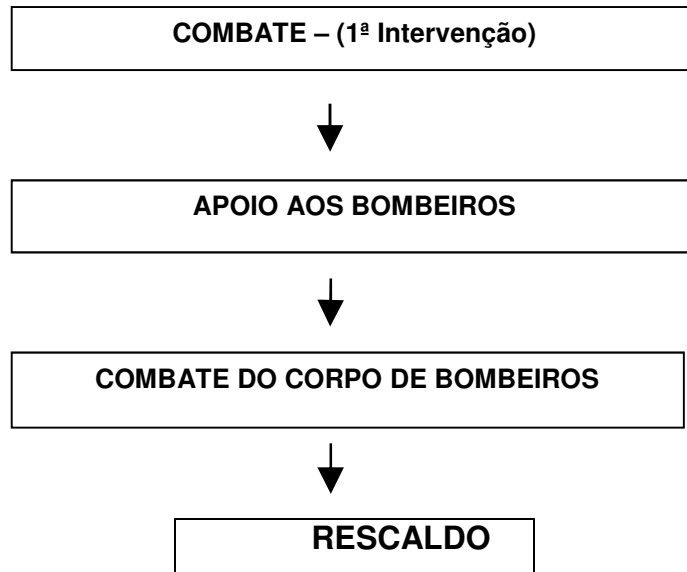 COMBATE – (1ª Intervenção)
APOIO AOS BOMBEIROS
COMBATE DO CORPO DE BOMBEIROS
RESCALDO